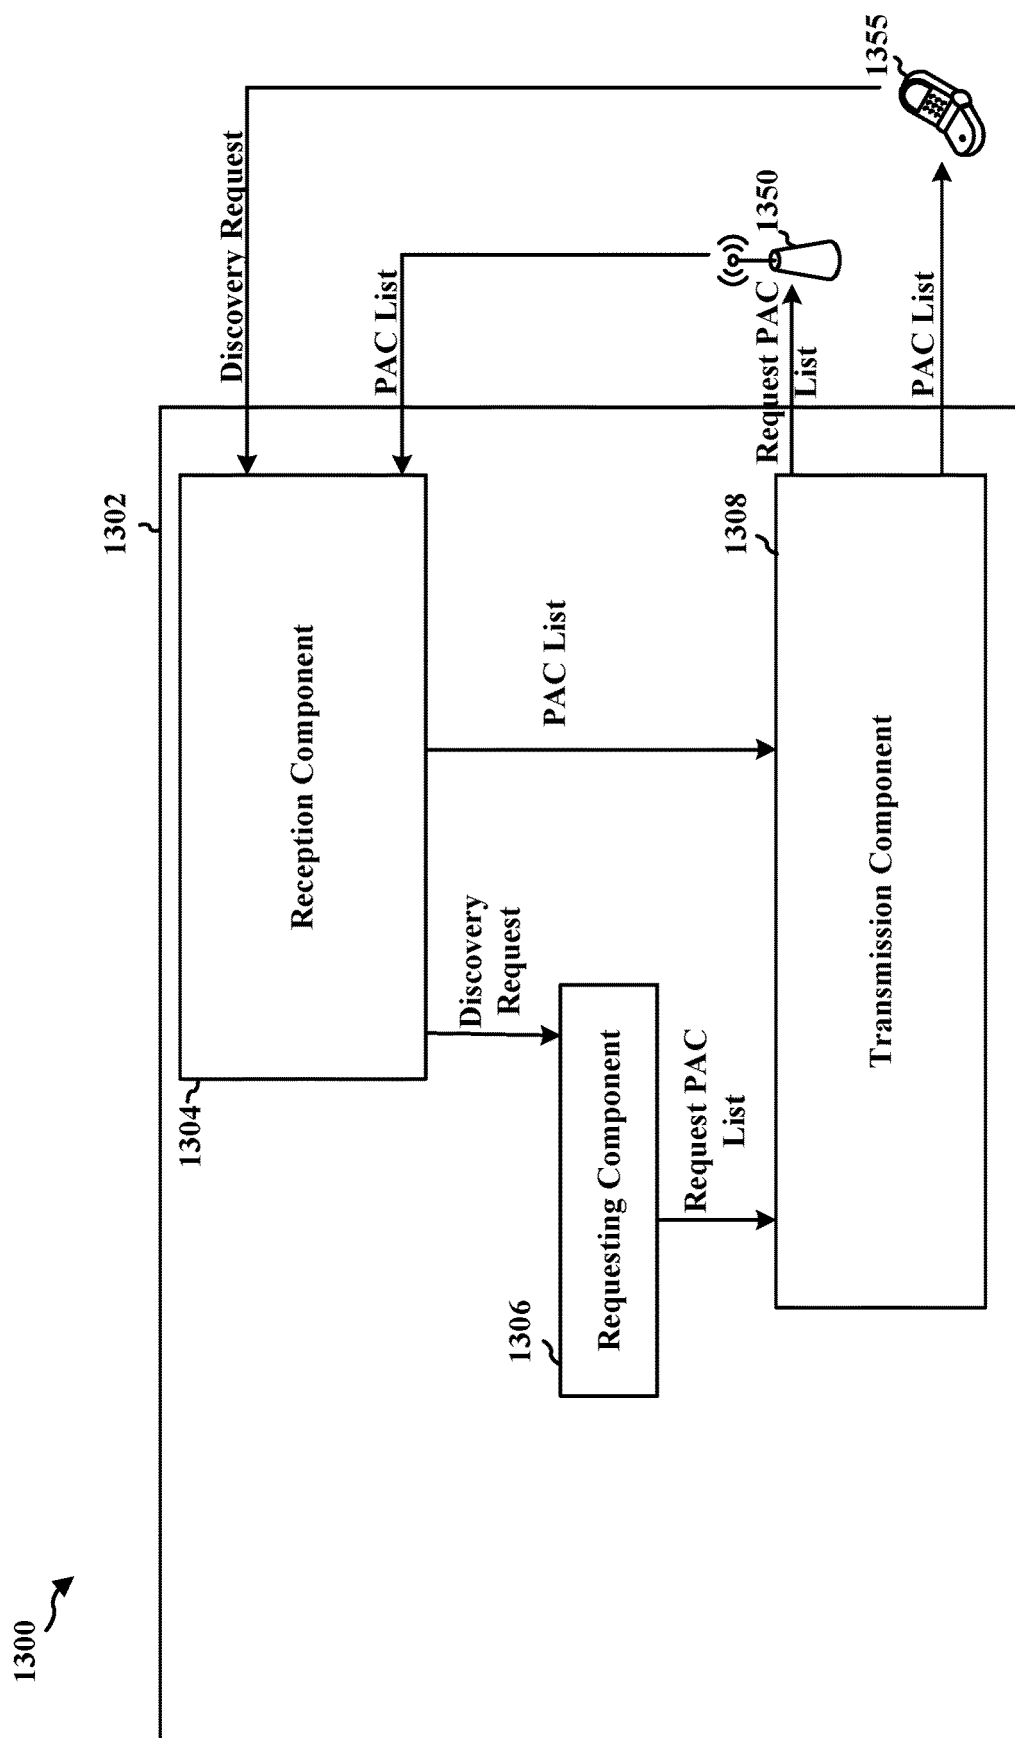 1300
1302
1304
Reception Component
Discovery Request
PAC List
1355
1350
Discovery
Request
PAC List
1306
Requesting Component
Request PAC
List
1308
Transmission Component
Request PAC
List
PAC List